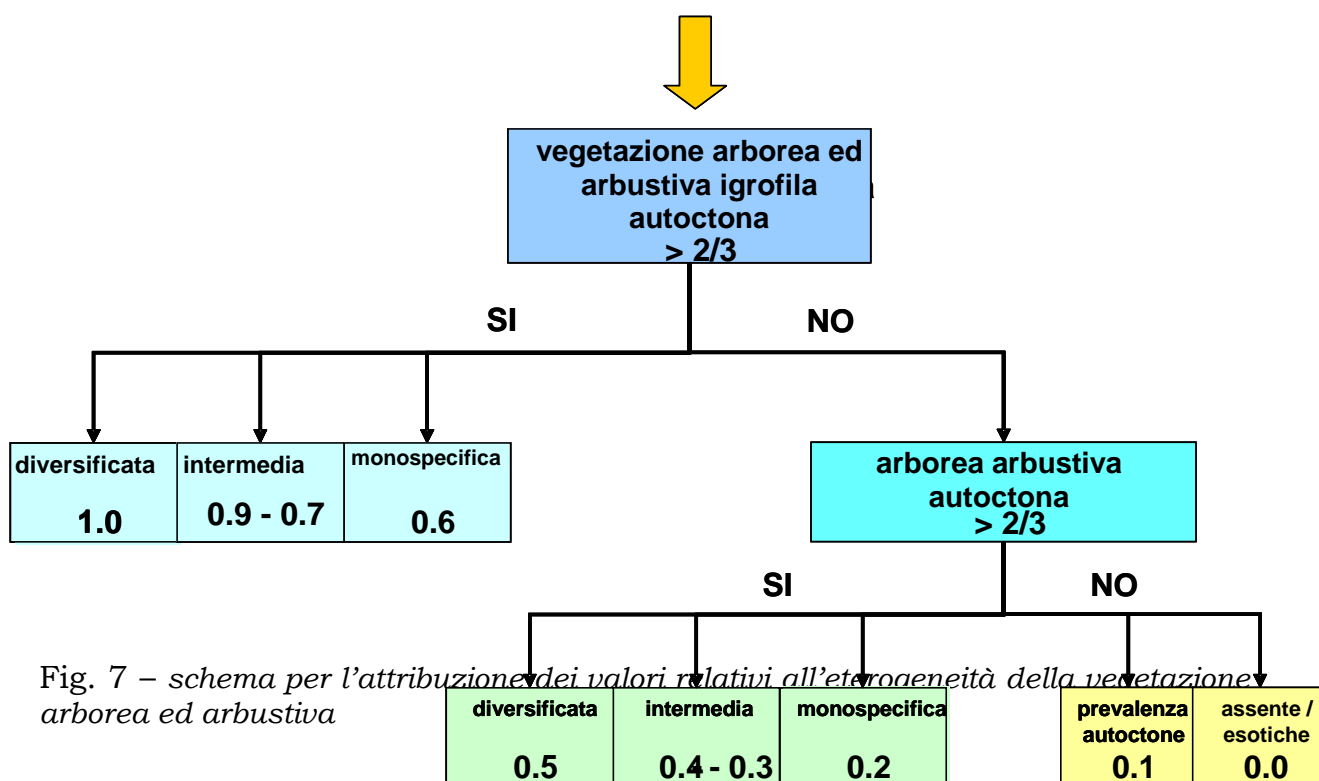 vegetazione arborea ed
arbustiva igrofila
autoctona
> 2/3
SI
NO
diversificata
1.0
intermedia
0.9 - 0.7
monospecifica
0.6
arborea arbustiva
autoctona
> 2/3
SI
NO
Fig. 7 – schema per l’attribuzione dei valori relativi all’eterogeneità della vegetazione
arborea ed arbustiva
diversificata
0.5
intermedia
0.4 - 0.3
monospecifica
0.2
prevalenza
autoctone
0.1
assente /
esotiche
0.0